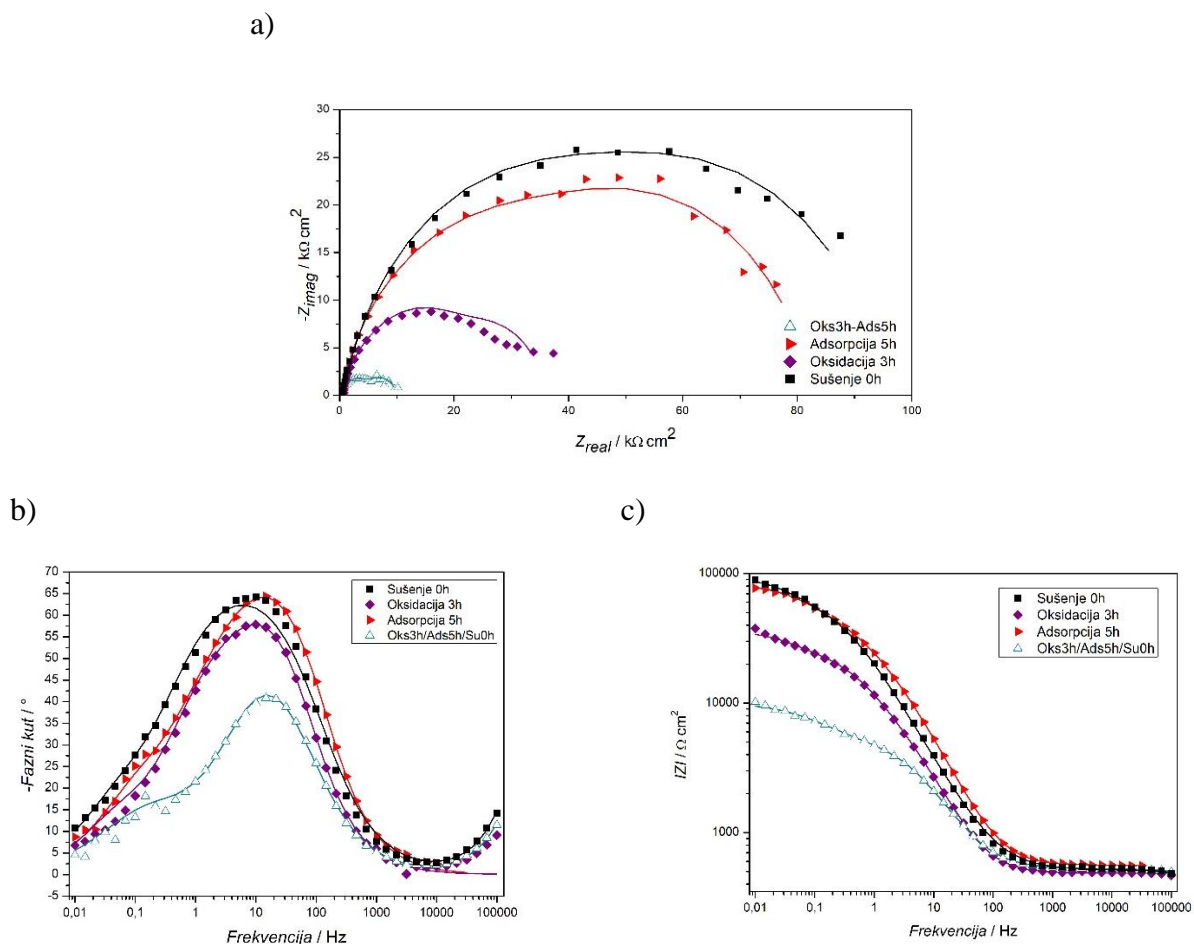 a)
30
25
20
15
10
5
0
-Zimag / kΩ cm2
Oks3h-Ads5h
Adsorpcija 5h
Oksidacija 3h
Sušenje 0h
0
20
40
60
80
100
Zreal / kΩ cm2
b)
70
65
60
55
50
45
40
35
30
25
20
15
10
5
0
-5
-Fazni kut / °
Sušenje 0h
Oksidacija 3h
Adsorpcija 5h
Oks3h/Ads5h/Su0h
0,01
0,1
1
10
100
1000
10000
100000
Frekvencija / Hz
c)
100000
10000
1000
IZI / Ω cm2
Sušenje 0h
Oksidacija 3h
Adsorpcija 5h
Oks3h/Ads5h/Su0h
0,01
0,1
1
10
100
1000
10000
100000
Frekvencija / Hz